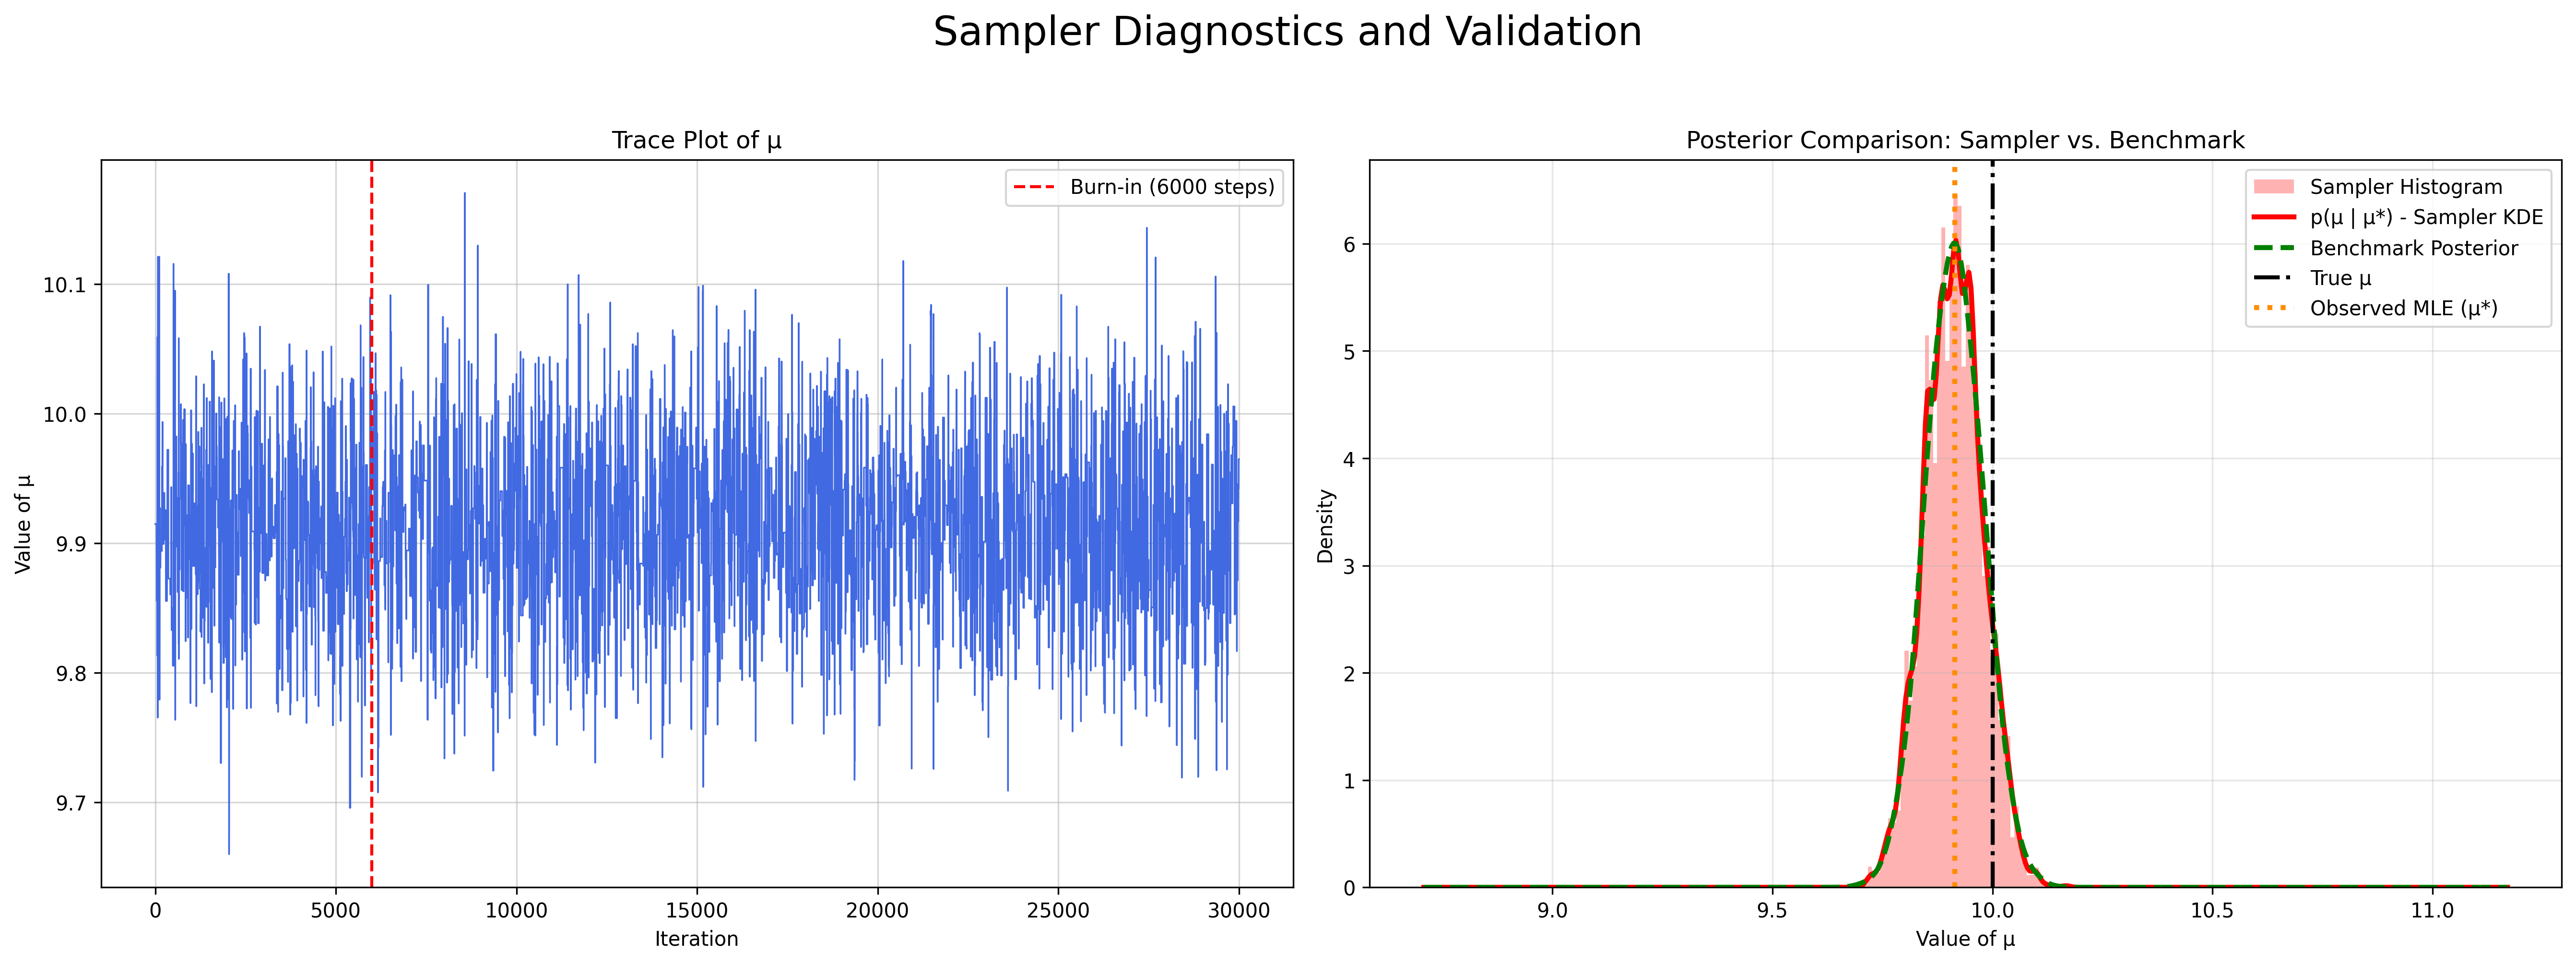 Sampler Diagnostics and Validation
Trace Plot of μ
Burn-in (6000 steps)
Value of μ
10.1
10.0
9.9
9.8
9.7
0
5000
10000
15000
20000
25000
30000
Iteration
Posterior Comparison: Sampler vs. Benchmark
Sampler Histogram
p(μ | μ*) - Sampler KDE
Benchmark Posterior
True μ
Observed MLE (μ*)
Density
6
5
4
3
2
1
0
9.0
9.5
10.0
10.5
11.0
Value of μ